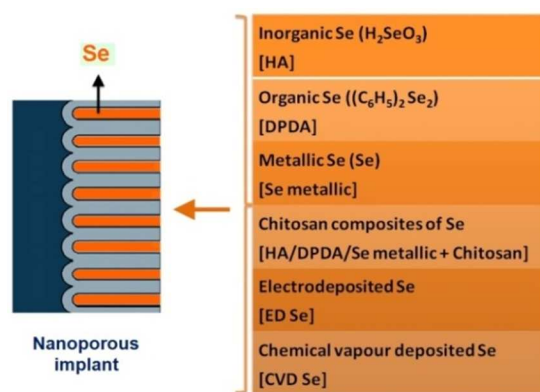 Se
Nanoporous
implant
Inorganic Se (H₂SeO₃)
[HA]
Organic Se ((C₆H₅)₂ Se₂)
[DPDA]
Metallic Se (Se)
[Se metallic]
Chitosan composites of Se
[HA/DPDA/Se metallic + Chitosan]
Electrodeposited Se
[ED Se]
Chemical vapour deposited Se
[CVD Se]